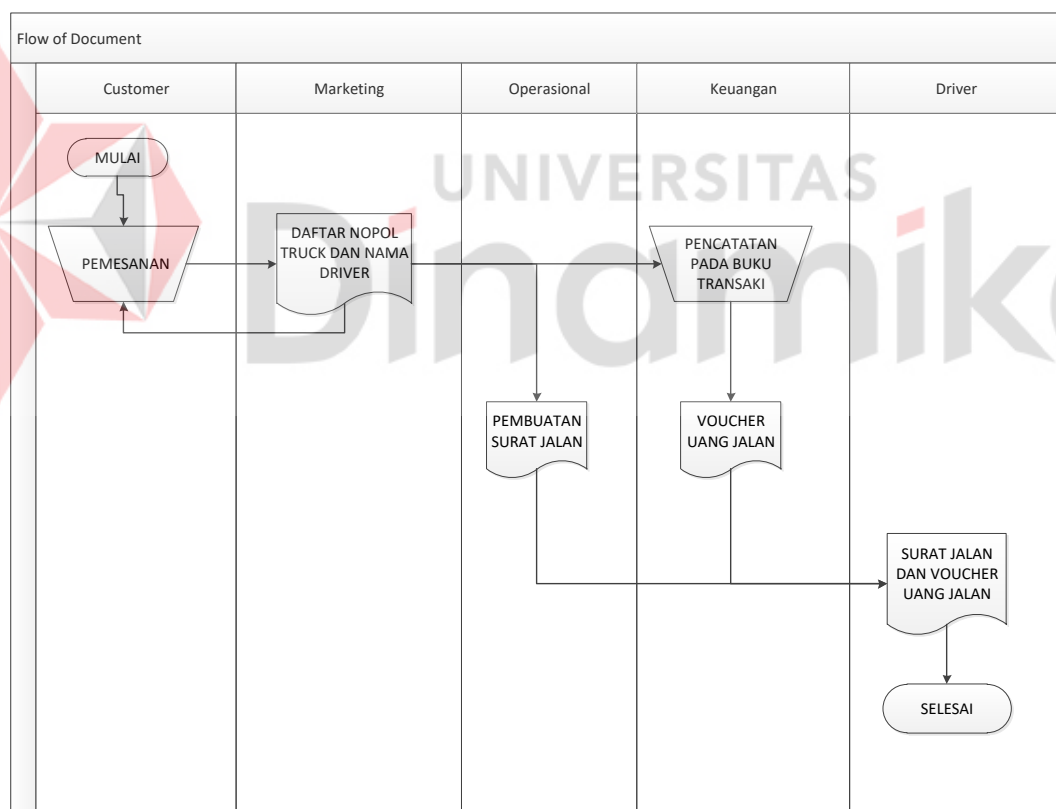 Flow of Document
Customer
Marketing
Operasional
Keuangan
Driver
MULAI
UNIVERSITAS
Dinamika
PEMESANAN
DAFTAR NOPOL
TRUCK DAN NAMA
DRIVER
PENCATATAN
PADA BUKU
TRANSAKI
PEMBUATAN
SURAT JALAN
VOUCHER
UANG JALAN
SURAT JALAN
DAN VOUCHER
UANG JALAN
SELESAI